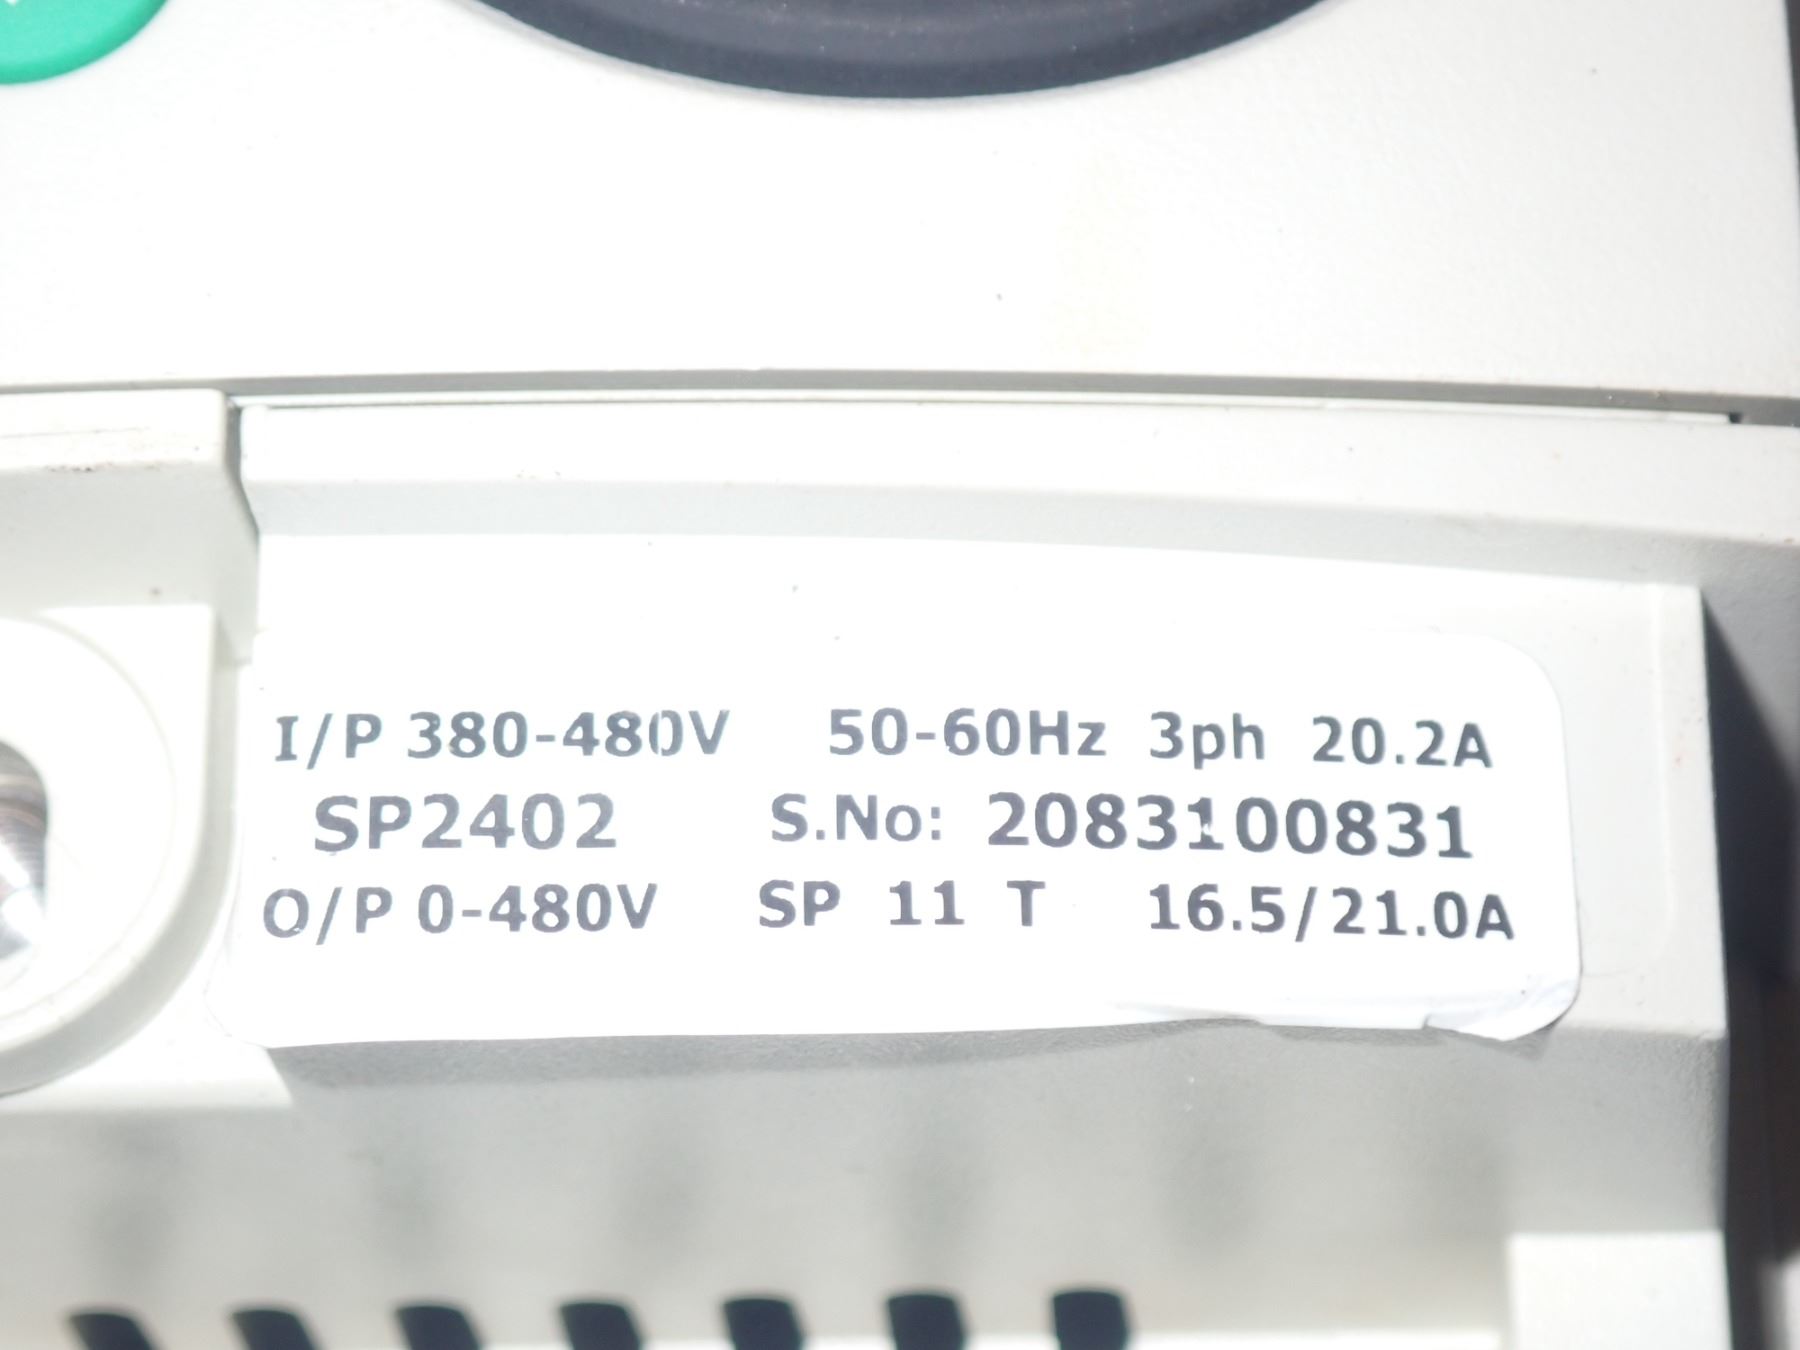 I/P 380-480V 50-60Hz 3ph 20.2A
SP2402 S.No: 2083100831
O/P 0-480V SP 11 T 16.5/21.0A